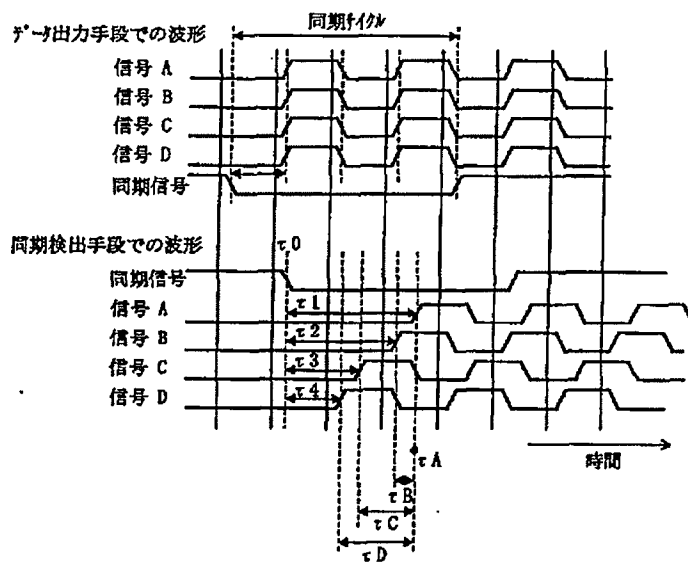 同期サイクル
データ出力手段での波形
信号 A
信号 B
信号 C
信号 D
同期信号
同期検出手段での波形
τ0
同期信号
信号 A
τ1
信号 B
τ2
信号 C
τ3
信号 D
τ4
τA
時間
τB
τC
τD